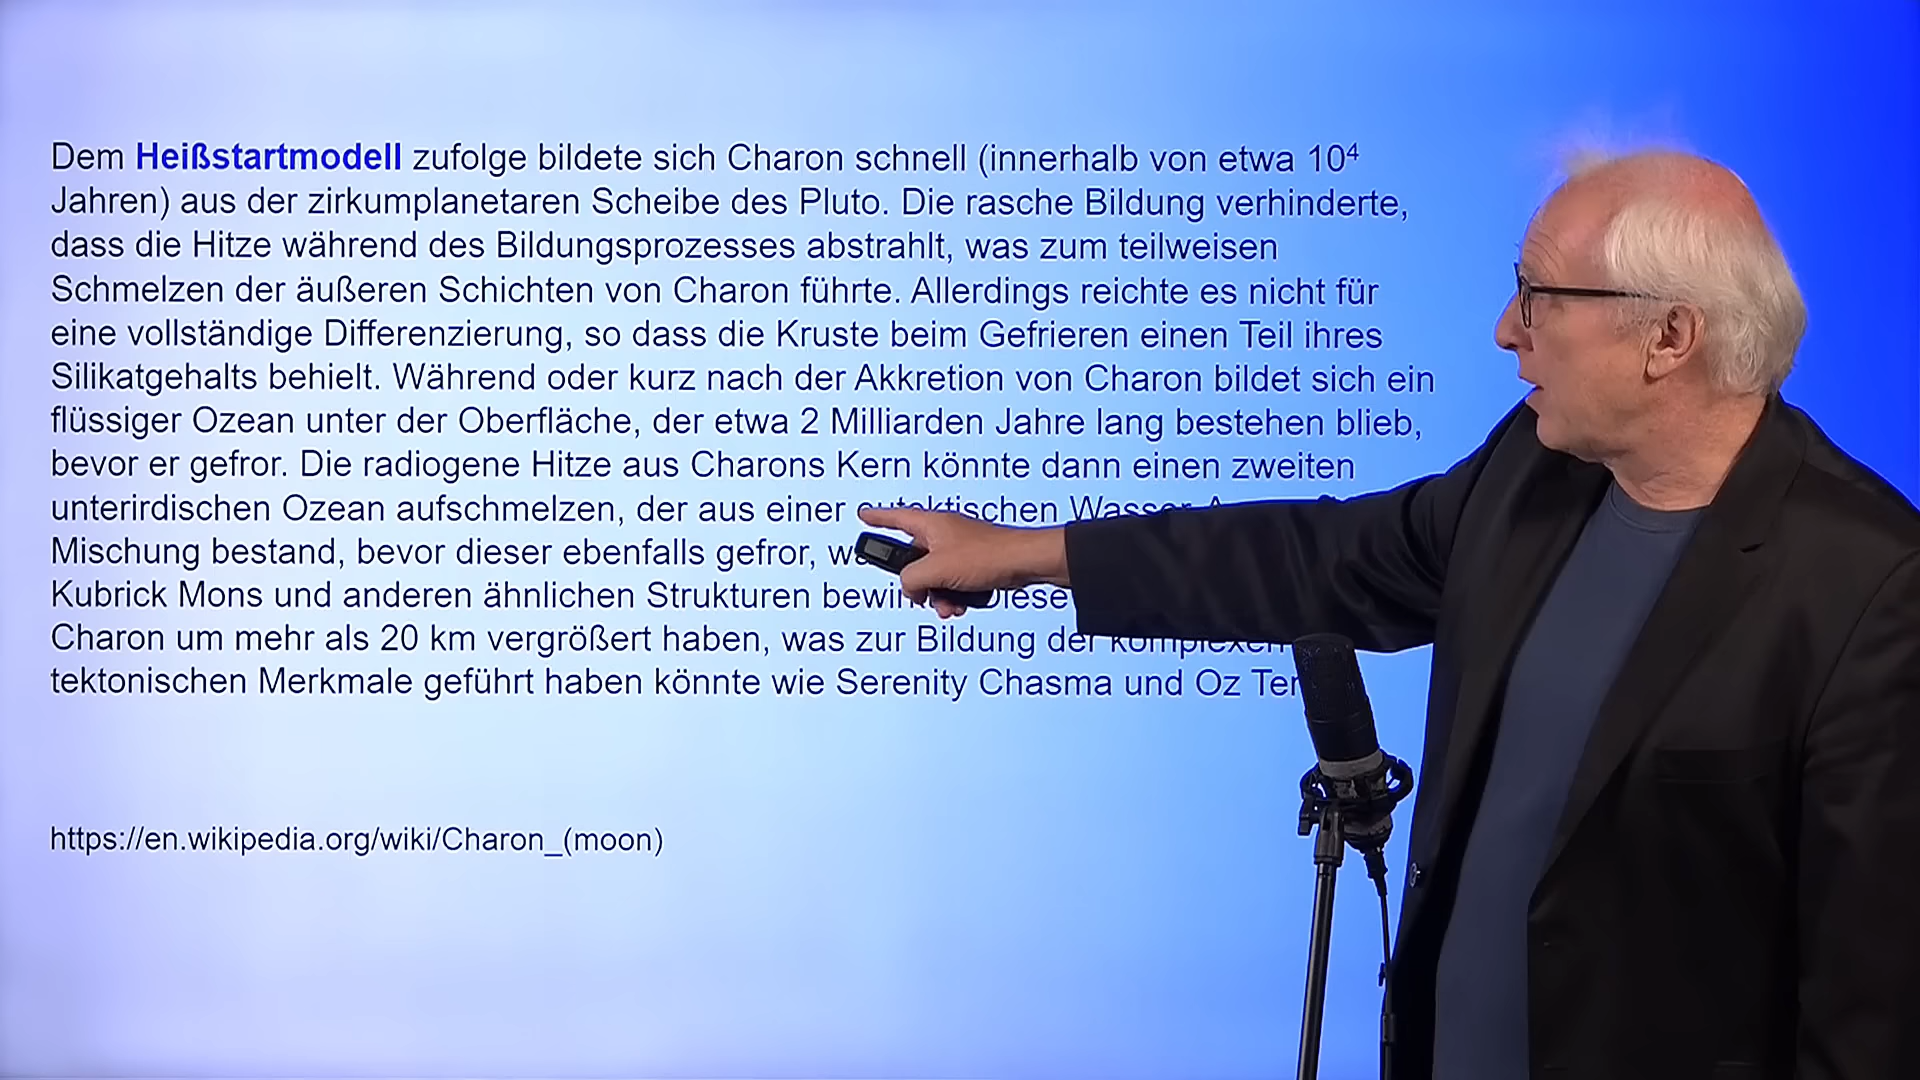 Dem Heißstartmodell zufolge bildete sich Charon schnell (innerhalb von etwa 10⁴
Jahren) aus der zirkumplanetaren Scheibe des Pluto. Die rasche Bildung verhinderte,
dass die Hitze während des Bildungsprozesses abstrahlt, was zum teilweisen
Schmelzen der äußeren Schichten von Charon führte. Allerdings reichte es nicht für
eine vollständige Differenzierung, so dass die Kruste beim Gefrieren einen Teil ihres
Silikatgehalts behielt. Während oder kurz nach der Akkretion von Charon bildet sich ein
flüssiger Ozean unter der Oberfläche, der etwa 2 Milliarden Jahre lang bestehen blieb,
bevor er gefror. Die radiogene Hitze aus Charons Kern könnte dann einen zweiten
unterirdischen Ozean aufschmelzen, der aus einer eutektischen Wasser
Mischung bestand, bevor dieser ebenfalls gefror,
Kubrick Mons und anderen ähnlichen Strukturen
Charon um mehr als 20 km vergrößert haben, was zur Bildung der komplexen
tektonischen Merkmale geführt haben könnte wie Serenity Chasma und Oz
https://en.wikipedia.org/wiki/Charon_(moon)